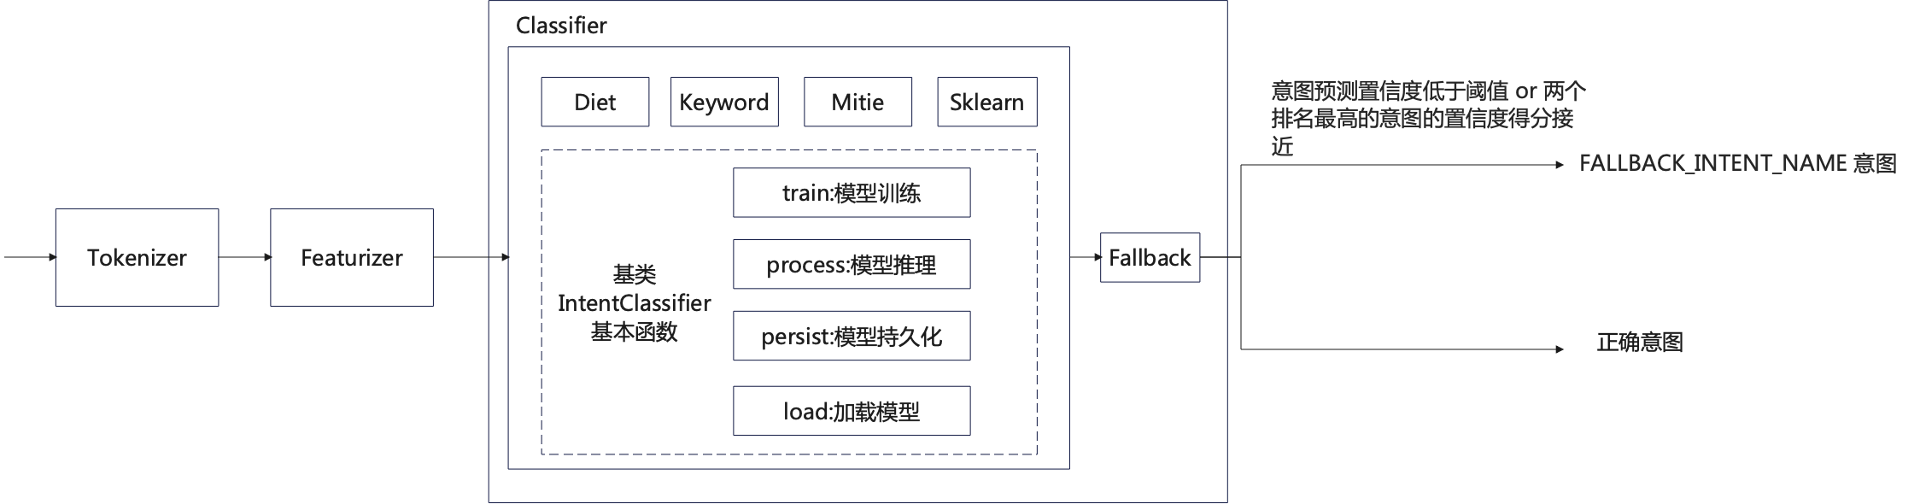 Classifier
Diet
Keyword
Mitie
Sklearn
意图预测置信度低于阈值 or 两个
排名最高的意图的置信度得分接
近
FALLBACK_INTENT_NAME 意图
train:模型训练
Tokenizer
Featurizer
process:模型推理
Fallback
基类
IntentClassifier
基本函数
persist:模型持久化
正确意图
load:加载模型